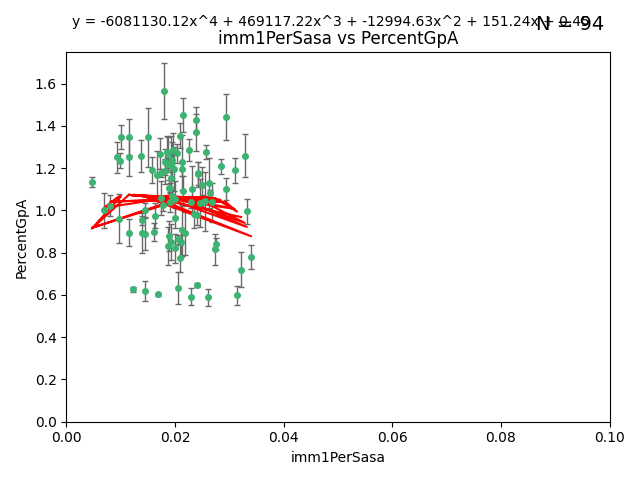 y = -6081130.12x^4 + 469117.22x^3 + -12994.63x^2 + 151.24x + 0.45
N = 94
imm1PerSasa vs PercentGpA
PercentGpA
1.6
1.4
1.2
1.0
0.8
0.6
0.4
0.2
0.0
0.00 0.02 0.04 0.06 0.08 0.10
imm1PerSasa